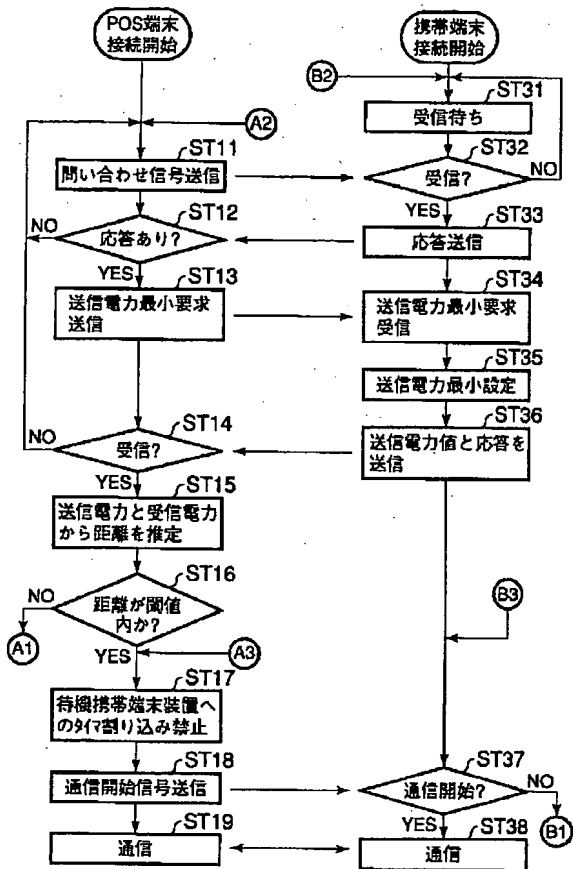 POS端末
接続開始
A2
ST11
問い合わせ信号送信
ST12
NO
応答あり?
YES
ST13
送信電力最小要求
送信
ST14
NO
受信?
YES
ST15
送信電力と受信電力
から距離を推定
ST16
NO
距離が閾値
内か?
A1
YES
A3
ST17
待機携帯端末装置へ
のタイマ割り込み禁止
ST18
通信開始信号送信
ST19
通信
携帯端末
接続開始
B2
ST31
受信待ち
ST32
受信?
NO
YES
ST33
応答送信
ST34
送信電力最小要求
受信
ST35
送信電力最小設定
ST36
送信電力値と応答を
送信
B3
ST37
通信開始?
NO
B1
YES
ST38
通信